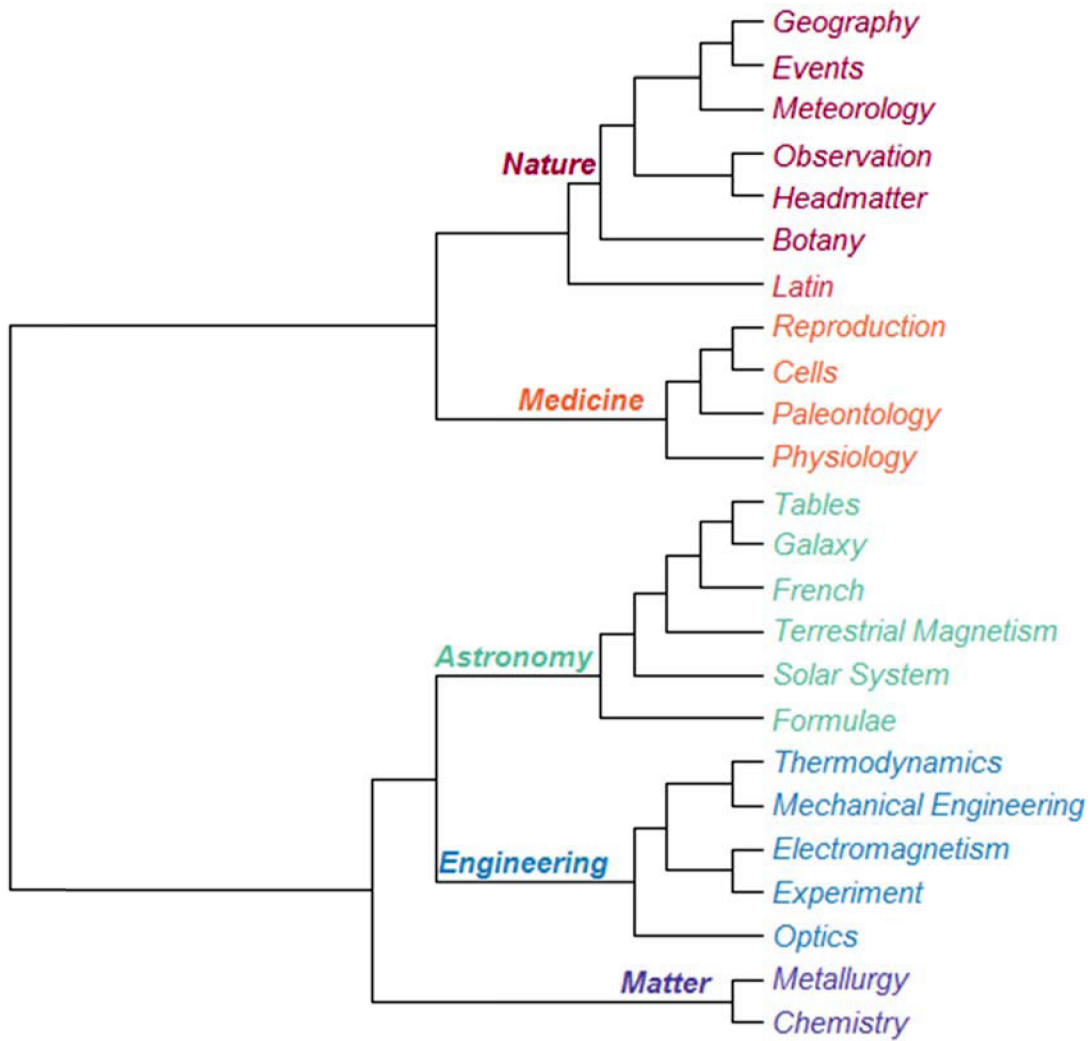 Geography
Events
Meteorology
Observation
Nature
Headmatter
Botany
Latin
Reproduction
Cells
Medicine
Paleontology
Physiology
Tables
Galaxy
French
Terrestrial Magnetism
Astronomy
Solar System
Formulae
Thermodynamics
Mechanical Engineering
Electromagnetism
Engineering
Experiment
Optics
Metallurgy
Matter
Chemistry